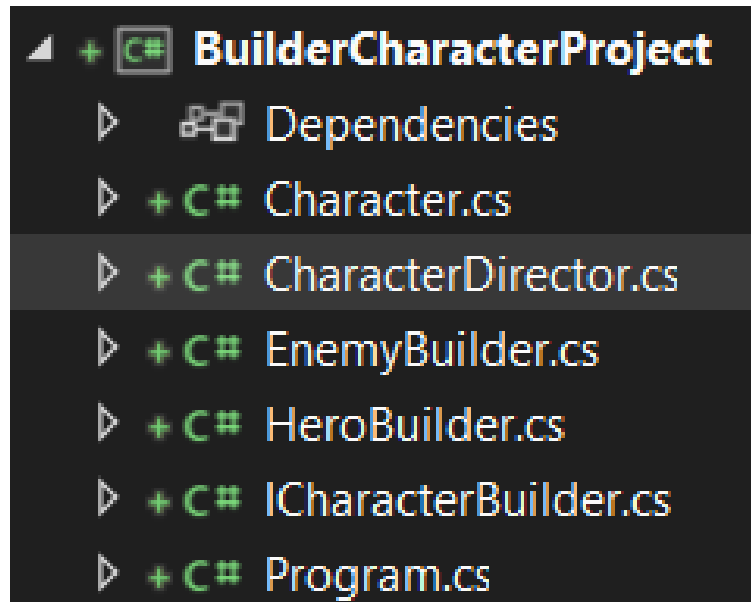 + C# BuilderCharacterProject
Dependencies
+ C# Character.cs
+ C# CharacterDirector.cs
+ C# EnemyBuilder.cs
+ C# HeroBuilder.cs
+ C# ICharacterBuilder.cs
+ C# Program.cs